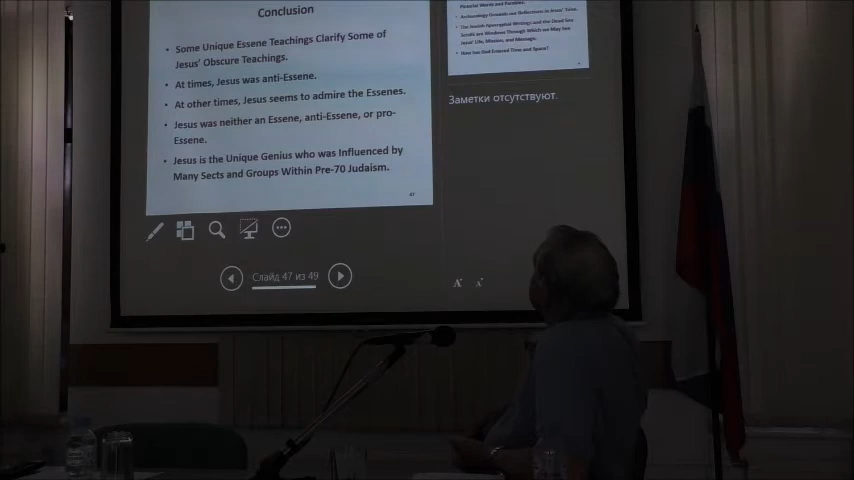 Conclusion
• Some Unique Essene Teachings Clarify Some of
Jesus' Obscure Teachings.
• At times, Jesus was anti-Essene.
• At other times, Jesus seems to admire the Essenes.
• Jesus was neither an Essene, anti-Essene, or pro-
Essene.
• Jesus is the Unique Genius who was Influenced by
Many Sects and Groups Within Pre-70 Judaism.
47
Слайд 47 из 49
Pictorial Words and Parables.
• Archaeology Grounds our Reflections in Jesus' Time.
• The Jewish Apocryphal Writings and the Dead Sea
Scrolls are Windows Through Which we May See
Jesus' Life, Mission, and Message.
• How has God Entered Time and Space?
Заметки отсутствуют.
A A